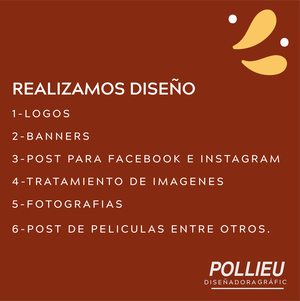 REALIZAMOS DISEÑO
1-LOGOS
2-BANNERS
3-POST PARA FACEBOOK E INSTAGRAM
4-TRATAMIENTO DE IMAGENES
5-FOTOGRAFIAS
6-POST DE PELICULAS ENTRE OTROS.
POLLIEU
DISEÑADORAGRÁFIC